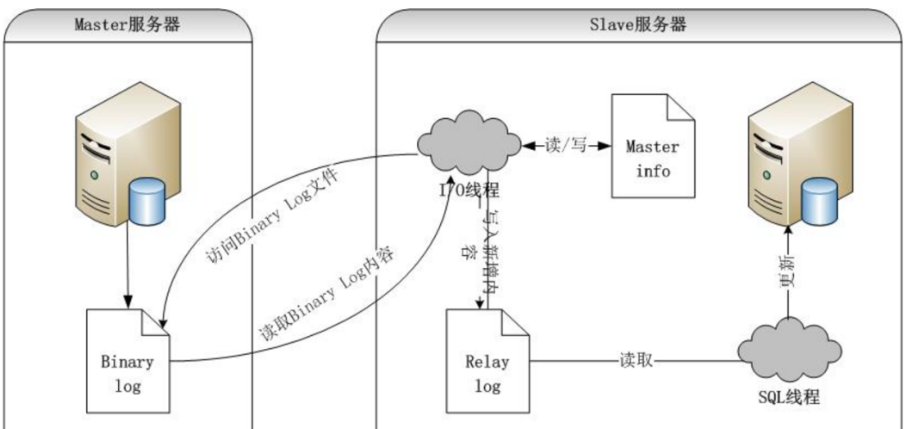 Master服务器
Slave服务器
读/写
Master
info
I/O线程
访问Binary Log文件
读取Binary Log内容
写入新增内
容
更新
Binary
log
Relay
log
读取
SQL线程